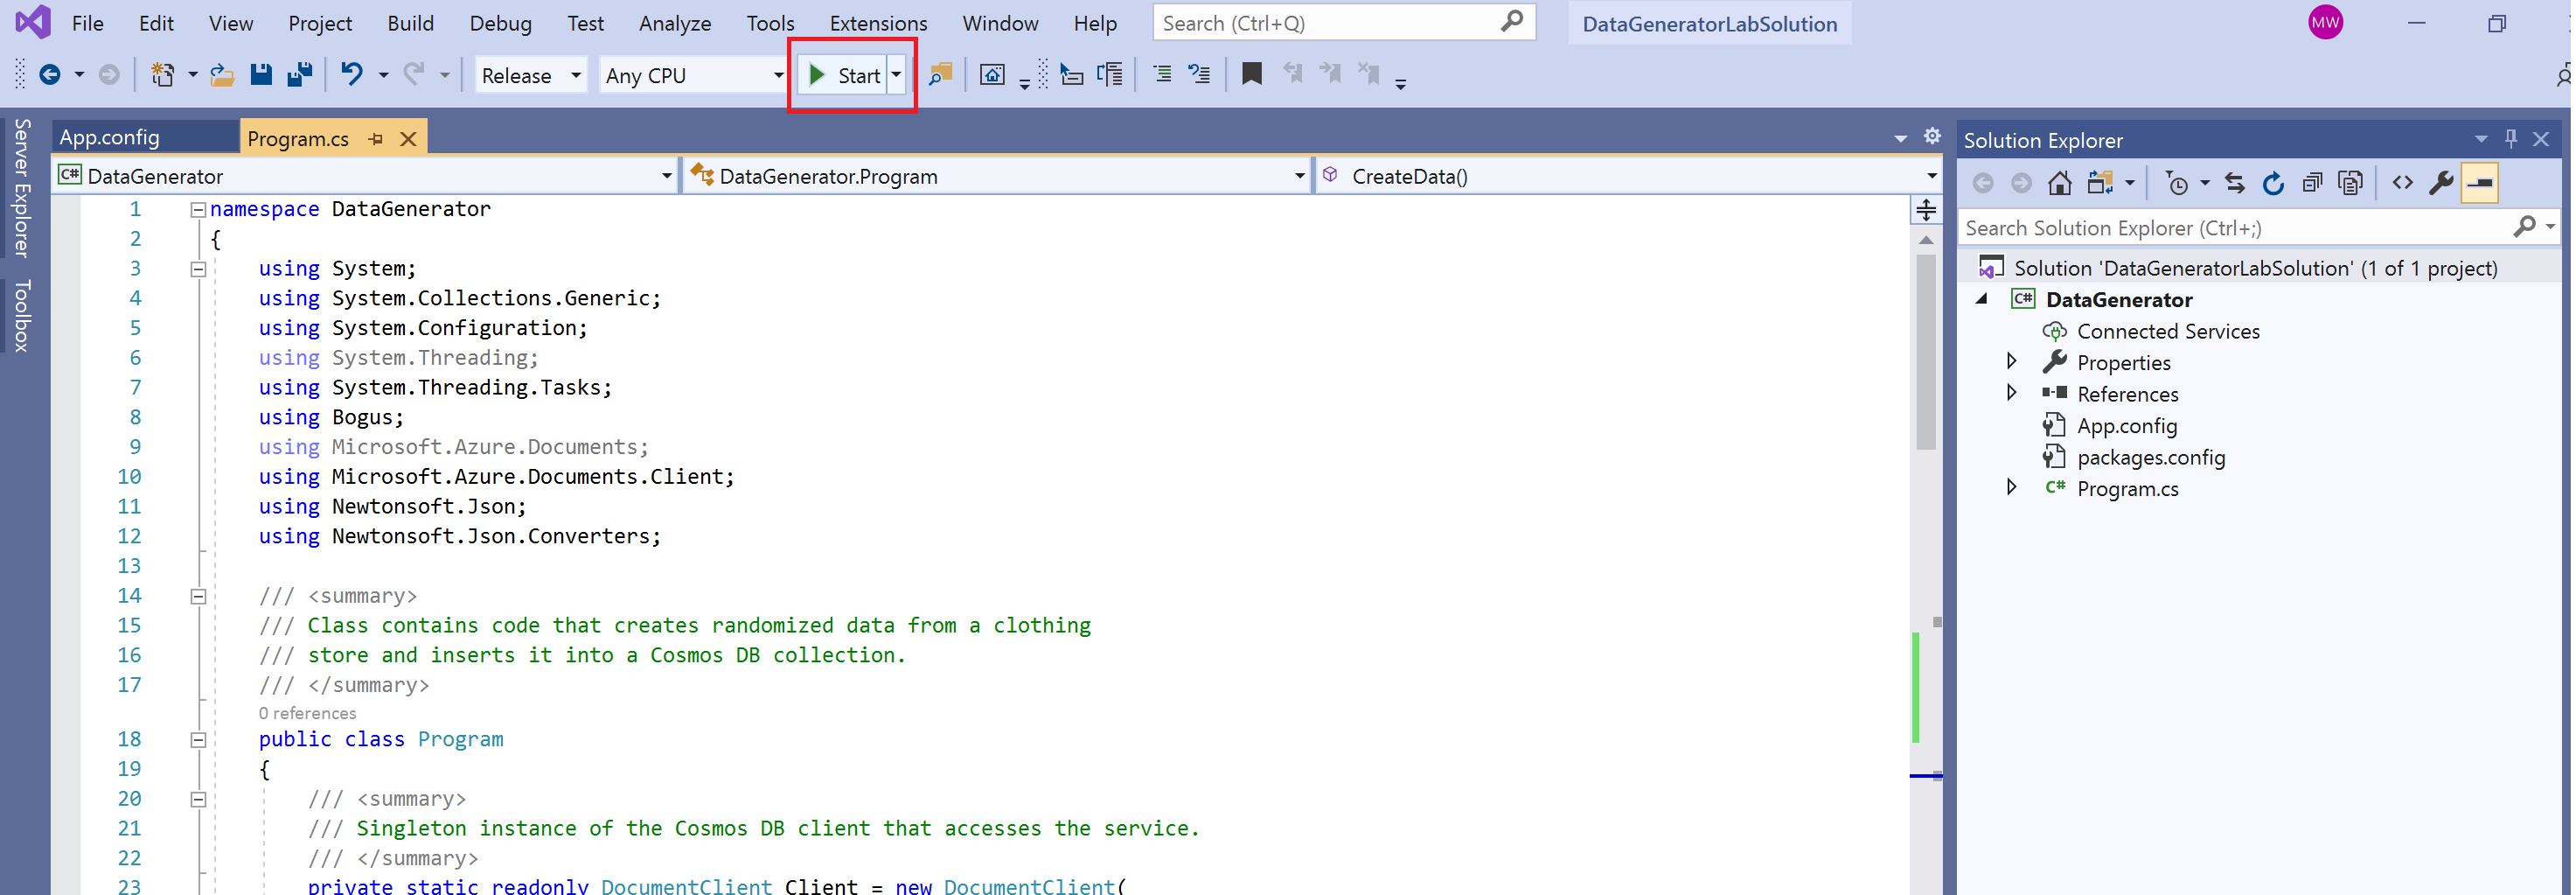 File Edit View Project Build Debug Test Analyze Tools Extensions Window Help Search (Ctrl+Q) DataGeneratorLabSolution MW
Release Any CPU Start
Server Explorer
Toolbox
App.config Program.cs
DataGenerator DataGenerator.Program CreateData()
1 namespace DataGenerator
2 {
3 using System;
4 using System.Collections.Generic;
5 using System.Configuration;
6 using System.Threading;
7 using System.Threading.Tasks;
8 using Bogus;
9 using Microsoft.Azure.Documents;
10 using Microsoft.Azure.Documents.Client;
11 using Newtonsoft.Json;
12 using Newtonsoft.Json.Converters;
13
14 /// <summary>
15 /// Class contains code that creates randomized data from a clothing
16 /// store and inserts it into a Cosmos DB collection.
17 /// </summary>
0 references
18 public class Program
19 {
20 /// <summary>
21 /// Singleton instance of the Cosmos DB client that accesses the service.
22 /// </summary>
23 private static readonly DocumentClient Client = new DocumentClient(
Solution Explorer
Search Solution Explorer (Ctrl+;)
Solution 'DataGeneratorLabSolution' (1 of 1 project)
C# DataGenerator
Connected Services
Properties
References
App.config
packages.config
C# Program.cs